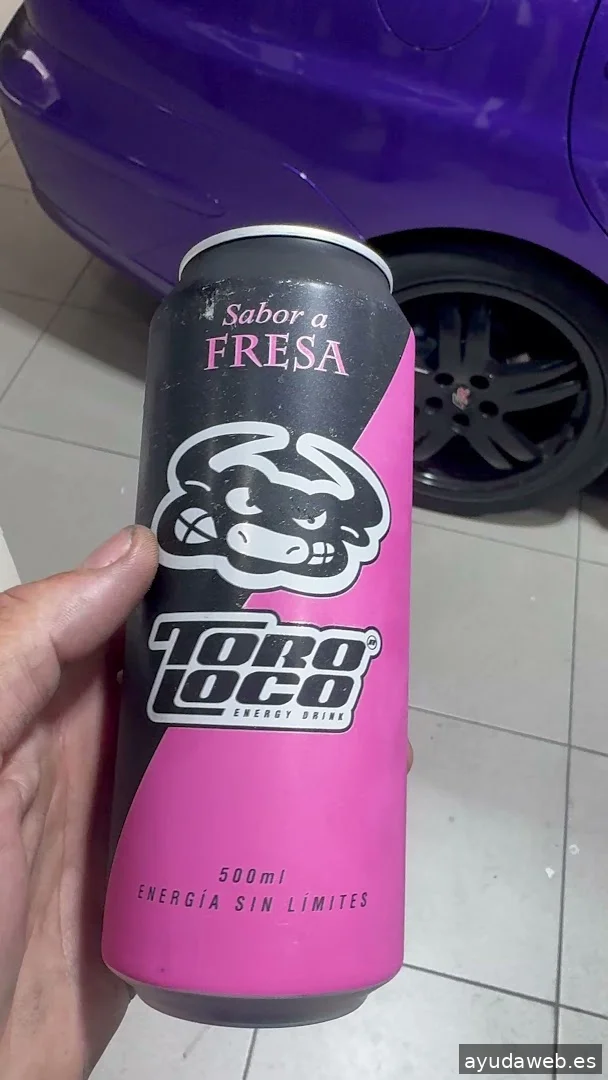 Sabor a
FRESA
TORO
LOCO
®
ENERGY DRINK
500ml
ENERGÍA SIN LÍMITES
ayudaweb.es